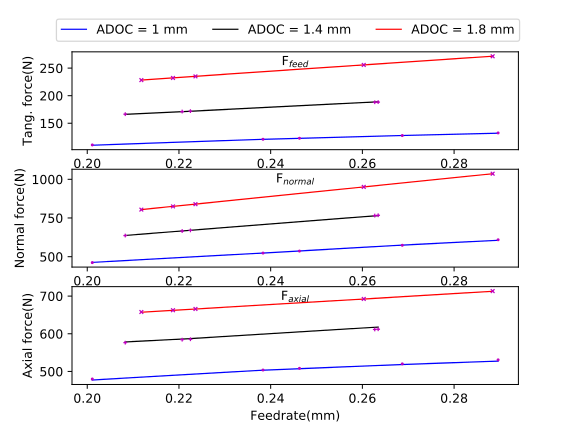 ADOC = 1 mm ADOC = 1.4 mm ADOC = 1.8 mm
F_feed
Tang. force(N)
250
200
150
0.20 0.22 0.24 0.26 0.28
F_normal
Normal force(N)
1000
750
500
0.20 0.22 0.24 0.26 0.28
F_axial
Axial force(N)
700
600
500
0.20 0.22 0.24 0.26 0.28
Feedrate(mm)